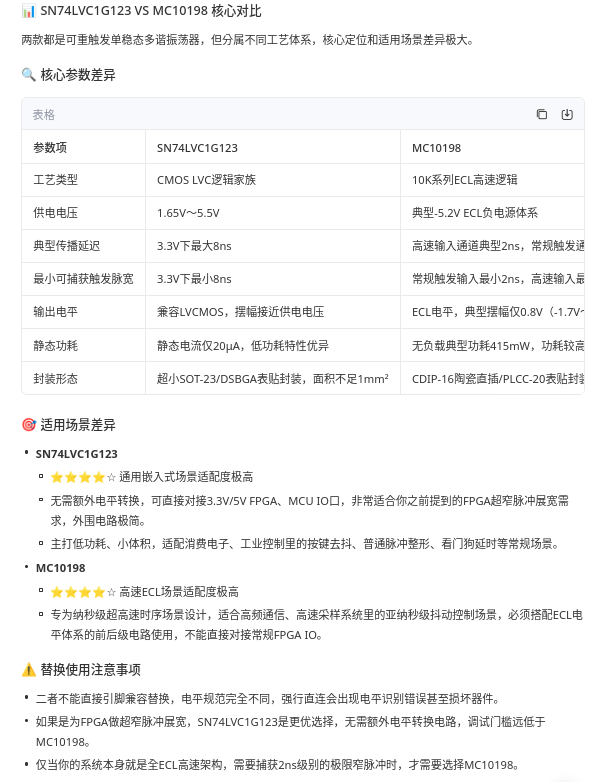 📊 SN74LVC1G123 VS MC10198 核心对比
两款都是可重触发单稳态多谐振荡器，但分属不同工艺体系，核心定位和适用场景差异极大。
🔍 核心参数差异
表格
参数项 SN74LVC1G123 MC10198
工艺类型 CMOS LVC逻辑家族 10K系列ECL高速逻辑
供电电压 1.65V～5.5V 典型-5.2V ECL负电源体系
典型传播延迟 3.3V下最大8ns 高速输入通道典型2ns，常规触发通
最小可捕获触发脉宽 3.3V下最小8ns 常规触发输入最小2ns，高速输入最
输出电平 兼容LVCMOS，摆幅接近供电电压 ECL电平，典型摆幅仅0.8V（-1.7V~
静态功耗 静态电流仅20μA，低功耗特性优异 无负载典型功耗415mW，功耗较高
封装形态 超小SOT-23/DSBGA表贴封装，面积不足1mm² CDIP-16陶瓷直插/PLCC-20表贴封装
🎯 适用场景差异
• SN74LVC1G123
▫ ⭐⭐⭐⭐☆ 通用嵌入式场景适配度极高
▫ 无需额外电平转换，可直接对接3.3V/5V FPGA、MCU IO口，非常适合你之前提到的FPGA超窄脉冲展宽需
求，外围电路极简。
▫ 主打低功耗、小体积，适配消费电子、工业控制里的按键去抖、普通脉冲整形、看门狗延时等常规场景。
• MC10198
▫ ⭐⭐⭐⭐☆ 高速ECL场景适配度极高
▫ 专为纳秒级超高速时序场景设计，适合高频通信、高速采样系统里的亚纳秒级抖动控制场景，必须搭配ECL电
平体系的前后级电路使用，不能直接对接常规FPGA IO。
⚠️ 替换使用注意事项
• 二者不能直接引脚兼容替换，电平规范完全不同，强行直连会出现电平识别错误甚至损坏器件。
• 如果是为FPGA做超窄脉冲展宽，SN74LVC1G123是更优选择，无需额外电平转换电路，调试门槛远低于
MC10198。
• 仅当你的系统本身就是全ECL高速架构，需要捕获2ns级别的极限窄脉冲时，才需要选择MC10198。